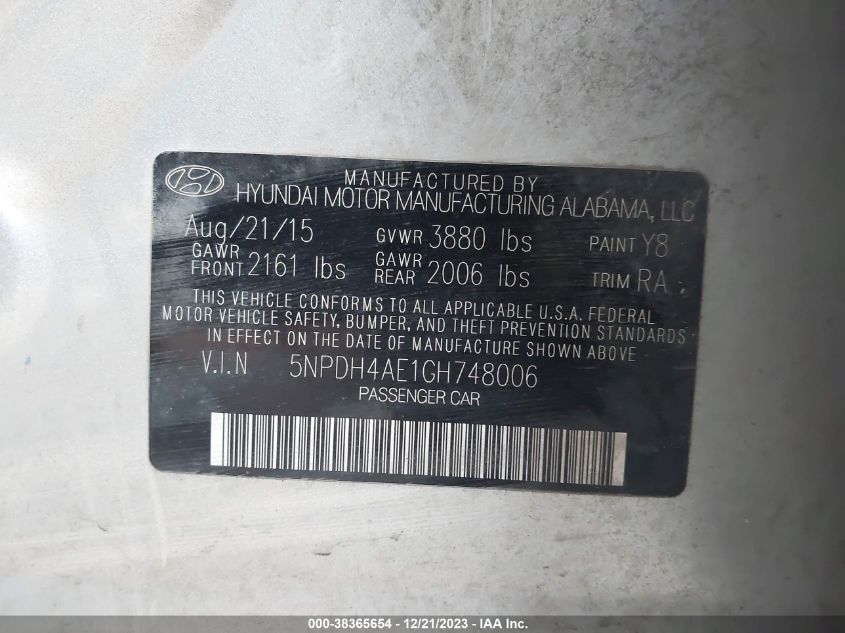 MANUFACTURED BY
HYUNDAI MOTOR MANUFACTURING ALABAMA, LLC
Aug/21/15 GVWR 3880 lbs PAINT Y8
GAWR FRONT 2161 lbs GAWR REAR 2006 lbs TRIM RA
THIS VEHICLE CONFORMS TO ALL APPLICABLE U.S.A. FEDERAL
MOTOR VEHICLE SAFETY, BUMPER, AND THEFT PREVENTION STANDARDS
IN EFFECT ON THE DATE OF MANUFACTURE SHOWN ABOVE.
V.I.N 5NPDH4AE1GH748006
PASSENGER CAR
000-38365654 - 12/21/2023 - IAA Inc.